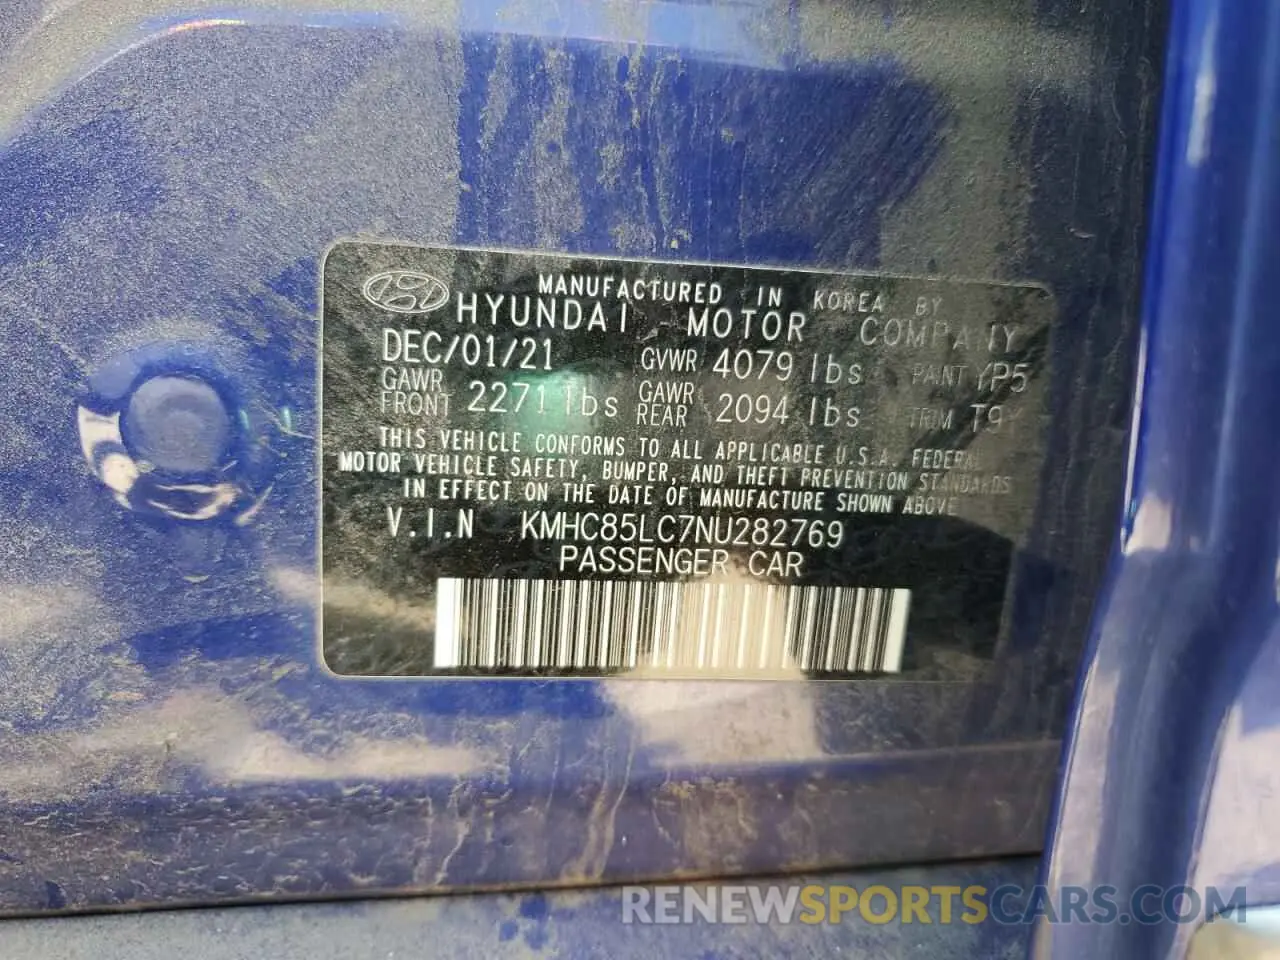 MANUFACTURED IN KOREA BY
HYUNDAI MOTOR COMPANY
DEC/01/21 GVWR 4079 lbs PAINT YP5
GAWR FRONT 2271 lbs GAWR REAR 2094 lbs TRIM
THIS VEHICLE CONFORMS TO ALL APPLICABLE U.S.A. FEDERAL
MOTOR VEHICLE SAFETY, BUMPER, AND THEFT PREVENTION STANDARDS
IN EFFECT ON THE DATE OF MANUFACTURE SHOWN ABOVE
V.I.N KMHC85LC7NU282769
PASSENGER CAR
RENEWSPORTSCARS.COM